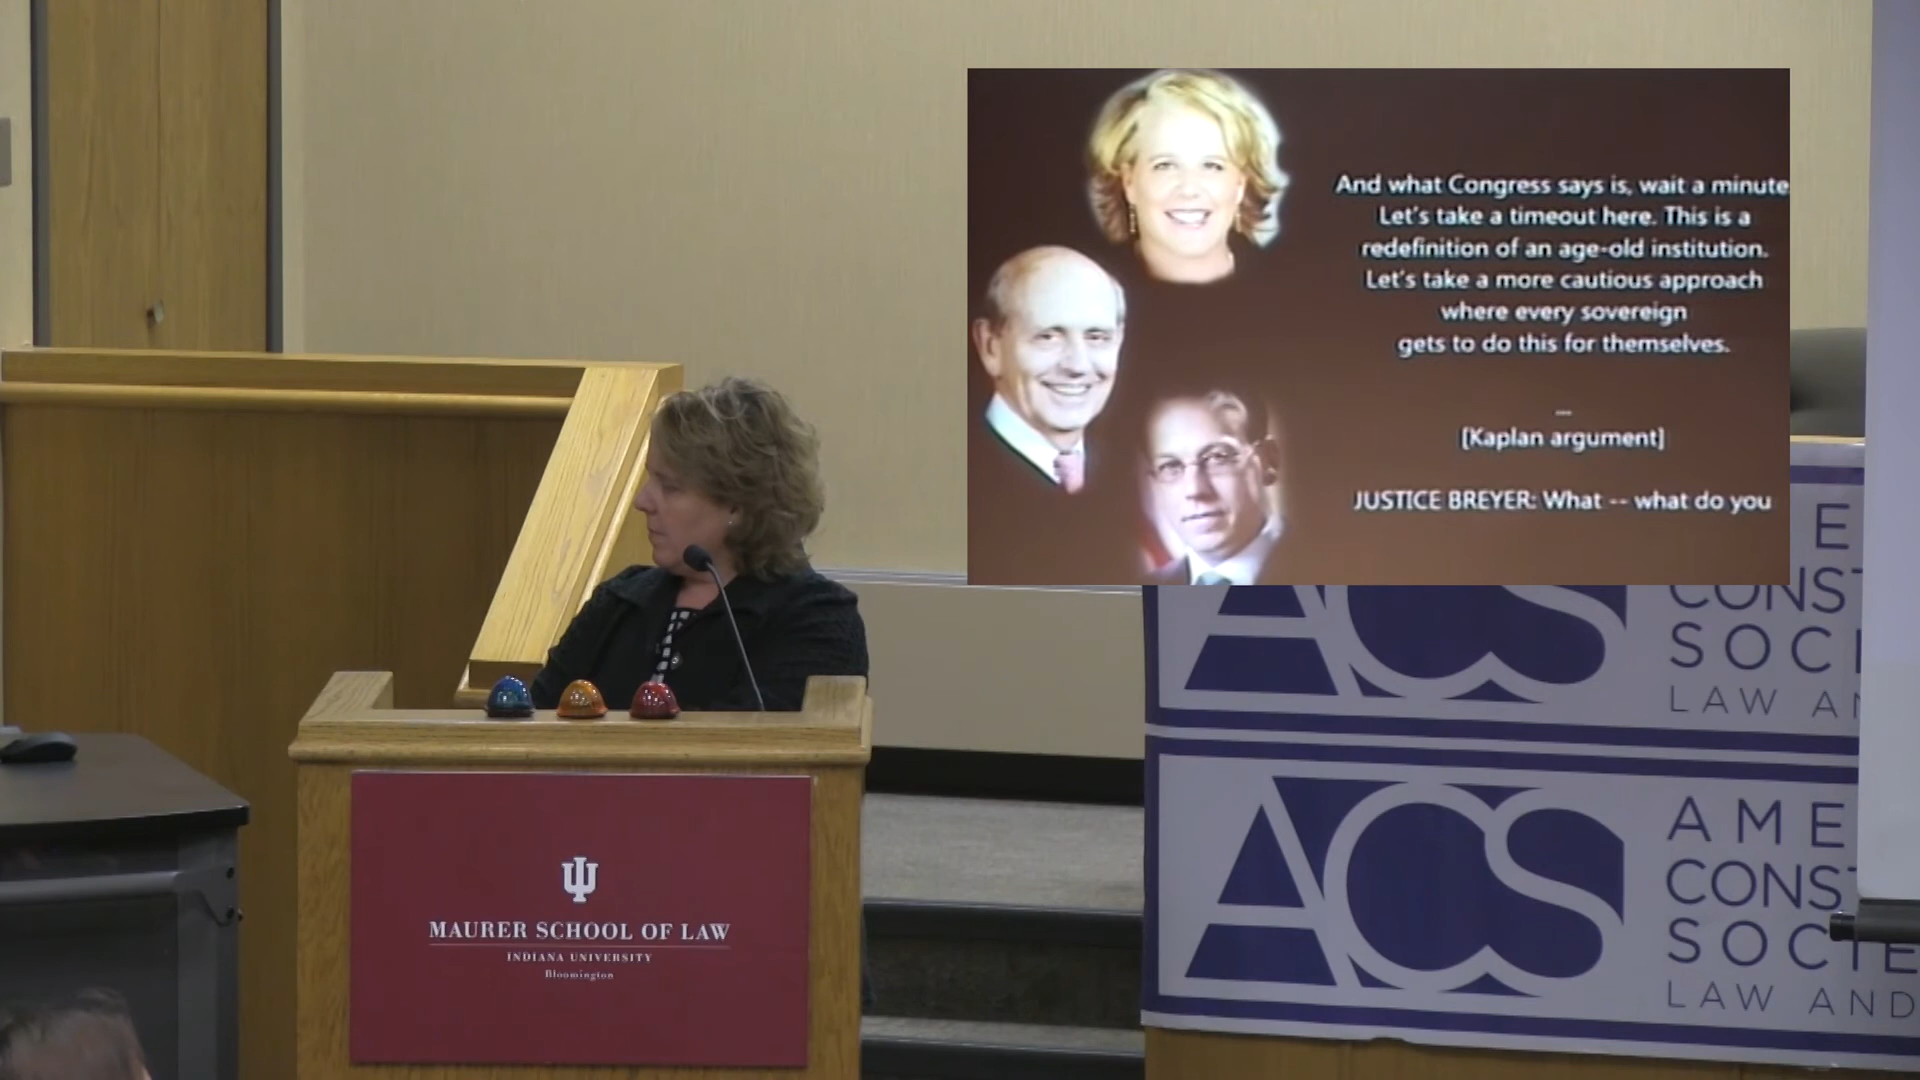 And what Congress says is, wait a minute
Let's take a timeout here. This is a
redefinition of an age-old institution.
Let's take a more cautious approach
where every sovereign
gets to do this for themselves.
...
[Kaplan argument]
JUSTICE BREYER: What -- what do you
E
ACS
CONST
SOCI
LAW AN
ACS
AME
CONST
SOCIE
LAW AND
MAURER SCHOOL OF LAW
INDIANA UNIVERSITY
Bloomington